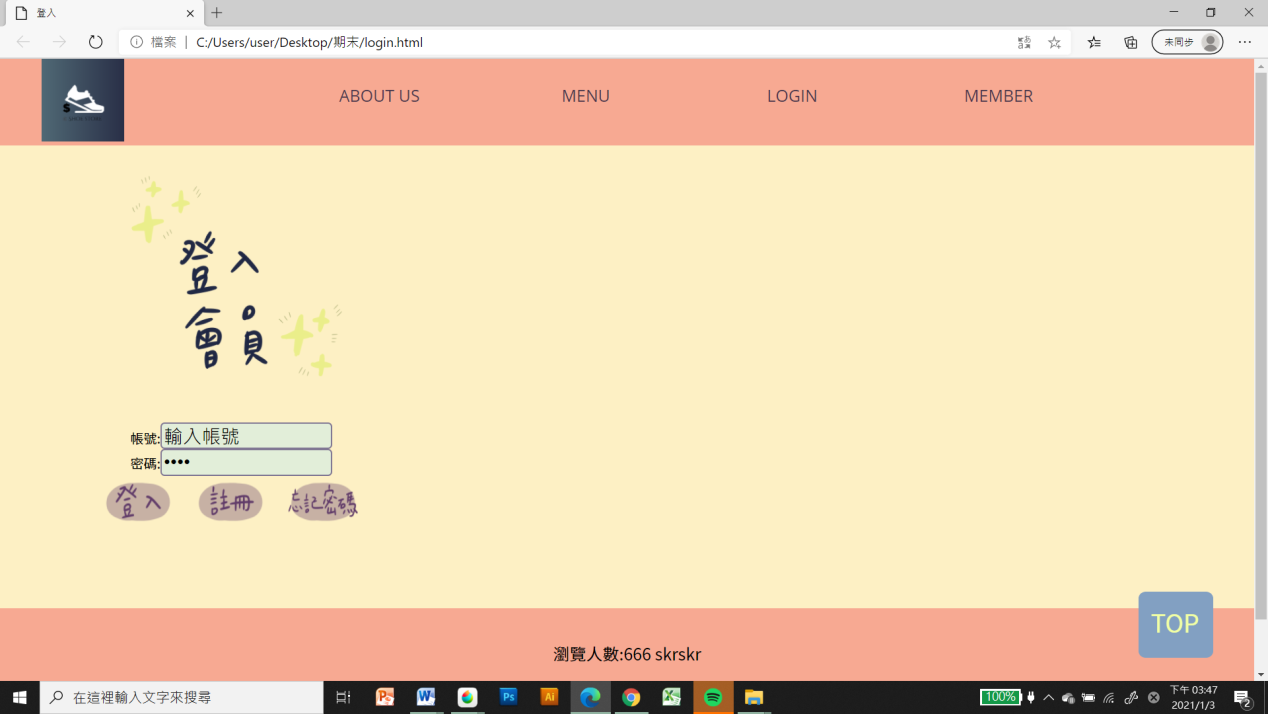 登入
檔案 | C:/Users/user/Desktop/期末/login.html
未同步
ABOUT US MENU LOGIN MEMBER
登入
會員
帳號:輸入帳號
密碼:••••
登入 註冊 忘記密碼
TOP
瀏覽人數:666 skrskr
在這裡輸入文字來搜尋
Ps
Ai
100%
下午 03:47
2021/1/3
2